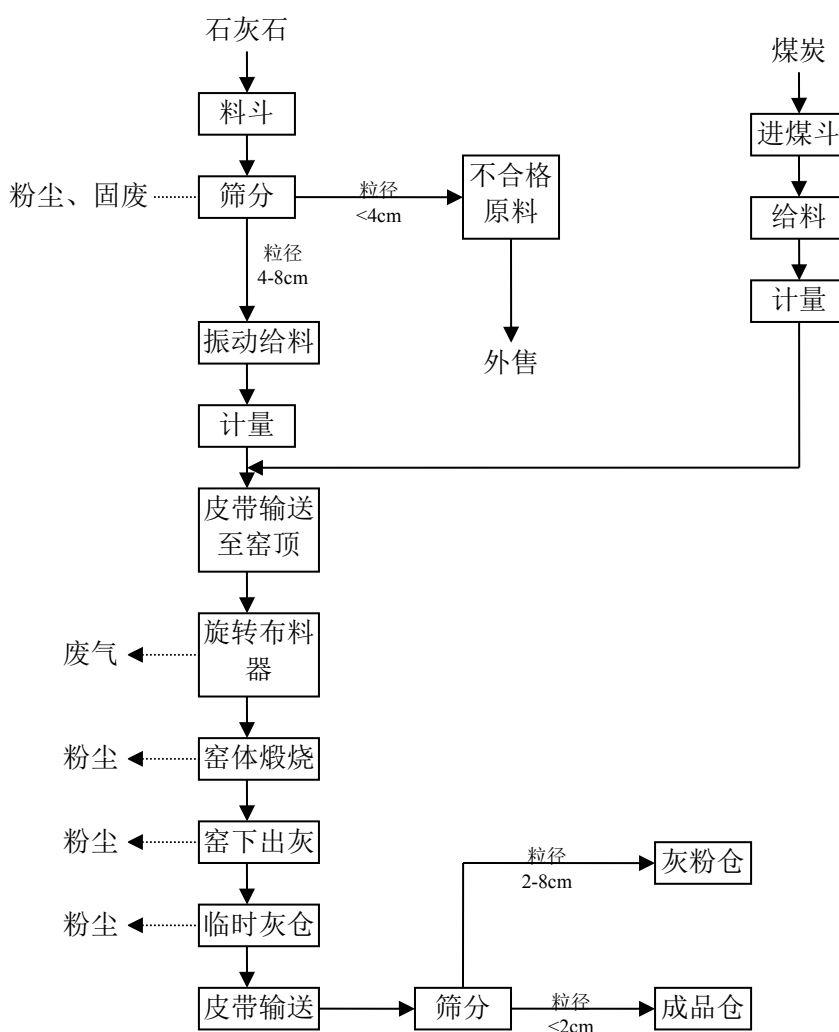 石灰石
煤炭
料斗
进煤斗
粉尘、固废
筛分
粒径
<4cm
不合格
原料
给料
粒径
4-8cm
计量
振动给料
外售
计量
皮带输送
至窑顶
废气
旋转布料
器
粉尘
窑体煅烧
粉尘
窑下出灰
粒径
2-8cm
灰粉仓
粉尘
临时灰仓
皮带输送
筛分
粒径
<2cm
成品仓